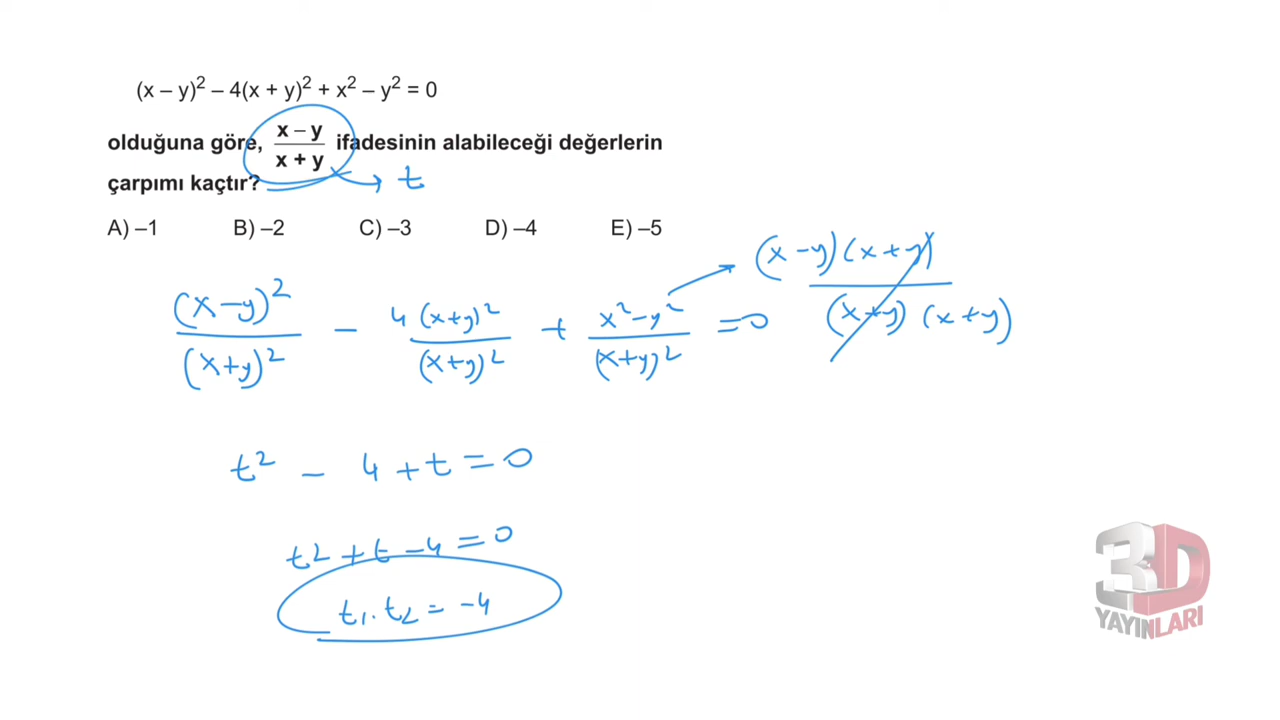 (x – y)² – 4(x + y)² + x² – y² = 0
olduğuna göre, (x – y)/(x + y) ifadesinin alabileceği değerlerin
çarpımı kaçtır?
→ t
A) –1 B) –2 C) –3 D) –4 E) –5
(x-y)²/(x+y)² - 4(x+y)²/(x+y)² + (x²-y²)/(x+y)² = 0 → (x-y)(x+y)/(x+y)(x+y)
t² - 4 + t = 0
t² + t - 4 = 0
t₁.t₂ = -4
3D
YAYINLARI